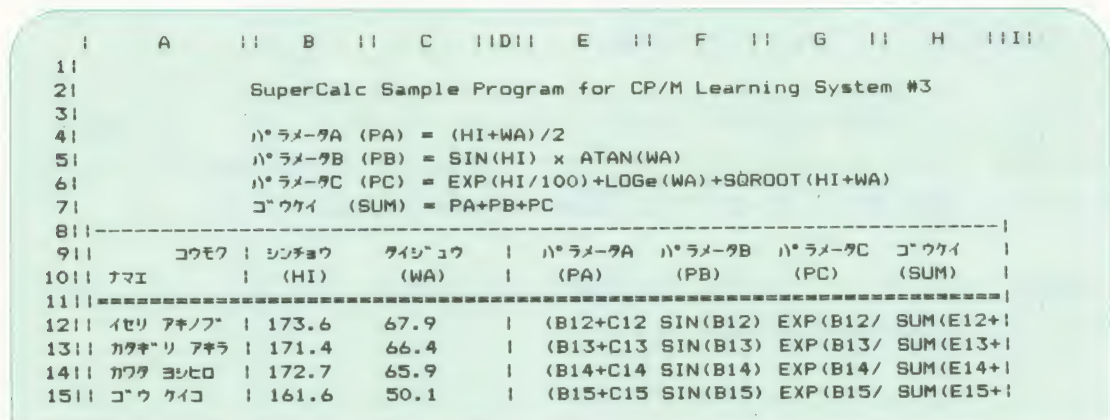 | A || B || C ||D|| E || F || G || H ||I||
1|
2| SuperCalc Sample Program for CP/M Learning System #3
3|
4| パラメータA (PA) = (HI+WA)/2
5| パラメータB (PB) = SIN(HI) x ATAN(WA)
6| パラメータC (PC) = EXP(HI/100)+LOGe(WA)+SQROOT(HI+WA)
7| ゴウケイ (SUM) = PA+PB+PC
8||---------------------------------------------------------------------------|
9|| コウモク | シンチョウ タイジュウ | パラメータA パラメータB パラメータC ゴウケイ |
10|| ナマエ | (HI) (WA) | (PA) (PB) (PC) (SUM) |
11||===========================================================================|
12|| イセリ アキノブ | 173.6 67.9 | (B12+C12 SIN(B12) EXP(B12/ SUM(E12+|
13|| カタギリ アキラ | 171.4 66.4 | (B13+C13 SIN(B13) EXP(B13/ SUM(E13+|
14|| カワタ ヨシヒロ | 172.7 65.9 | (B14+C14 SIN(B14) EXP(B14/ SUM(E14+|
15|| ゴウ ケイコ | 161.6 50.1 | (B15+C15 SIN(B15) EXP(B15/ SUM(E15+|